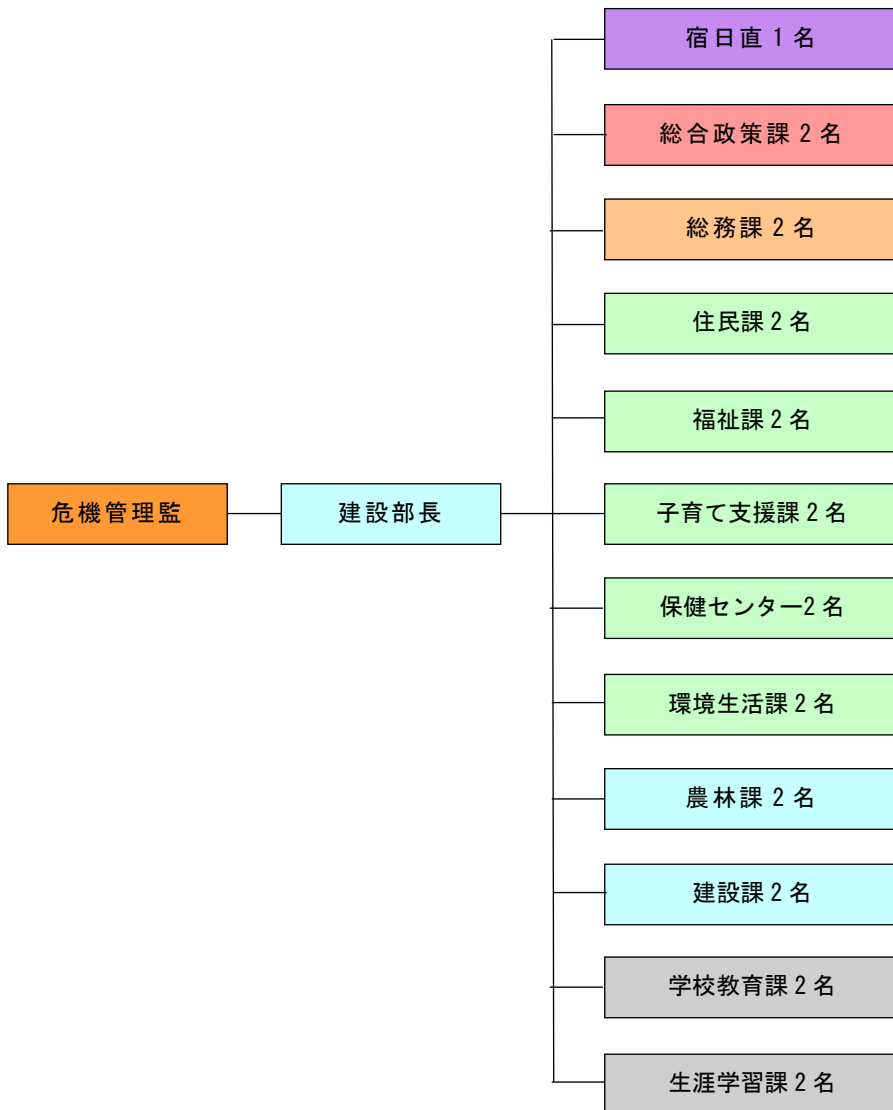 宿日直 1 名
総合政策課 2 名
総務課 2 名
住民課 2 名
福祉課 2 名
危機管理監
建設部長
子育て支援課 2 名
保健センター2 名
環境生活課 2 名
農林課 2 名
建設課 2 名
学校教育課 2 名
生涯学習課 2 名